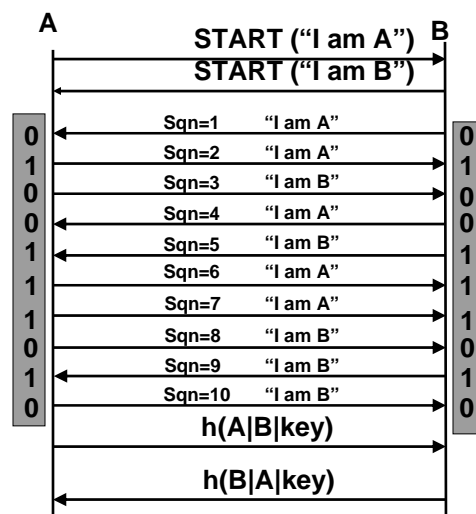 A
B
START (“I am A”)
START (“I am B”)
0 Sqn=1 “I am A” 0
1 Sqn=2 “I am A” 1
0 Sqn=3 “I am B” 0
0 Sqn=4 “I am A” 0
1 Sqn=5 “I am B” 1
1 Sqn=6 “I am A” 1
1 Sqn=7 “I am A” 1
0 Sqn=8 “I am B” 0
1 Sqn=9 “I am B” 1
0 Sqn=10 “I am B” 0
h(A|B|key)
h(B|A|key)